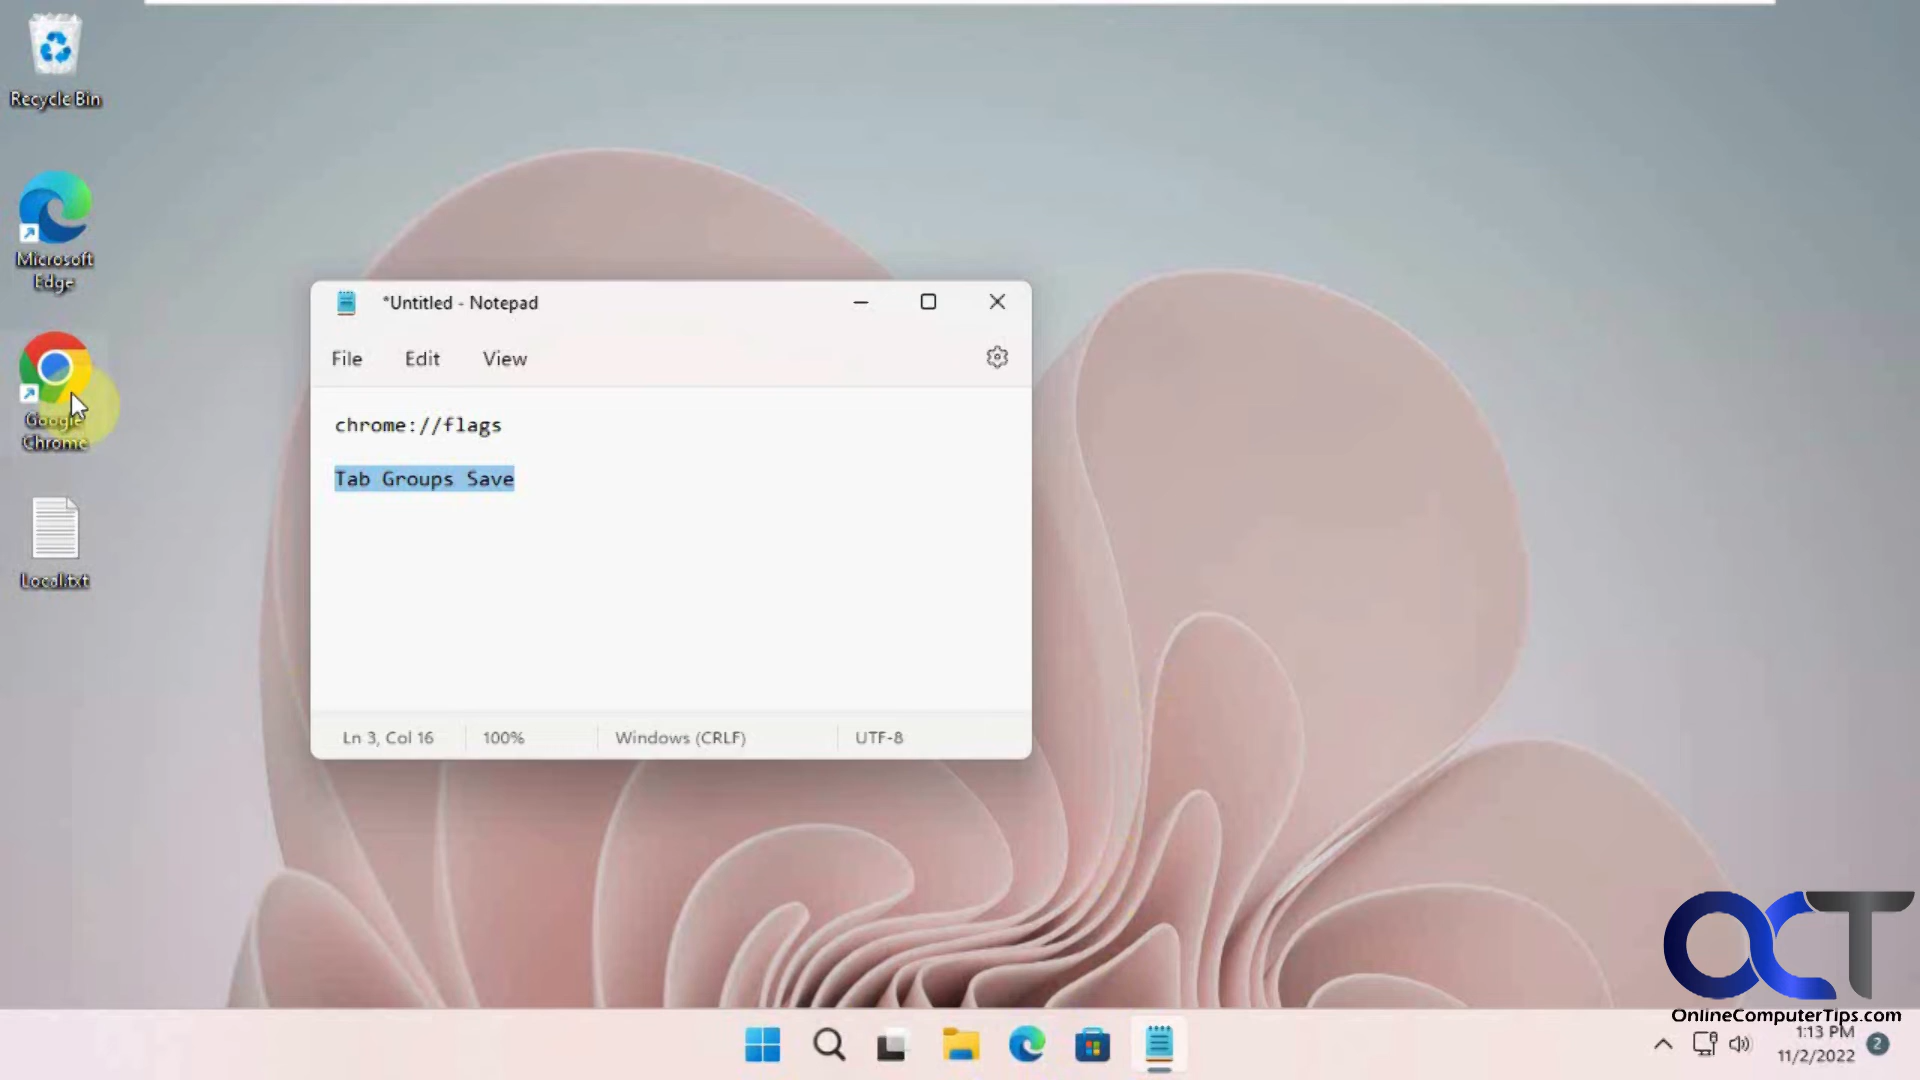 Recycle Bin
Microsoft
Edge
Google
Chrome
Local.txt
*Untitled - Notepad
File Edit View
chrome://flags
Tab Groups Save
Ln 3, Col 16 100% Windows (CRLF) UTF-8
OCT
OnlineComputerTips.com
1:13 PM
11/2/2022
2